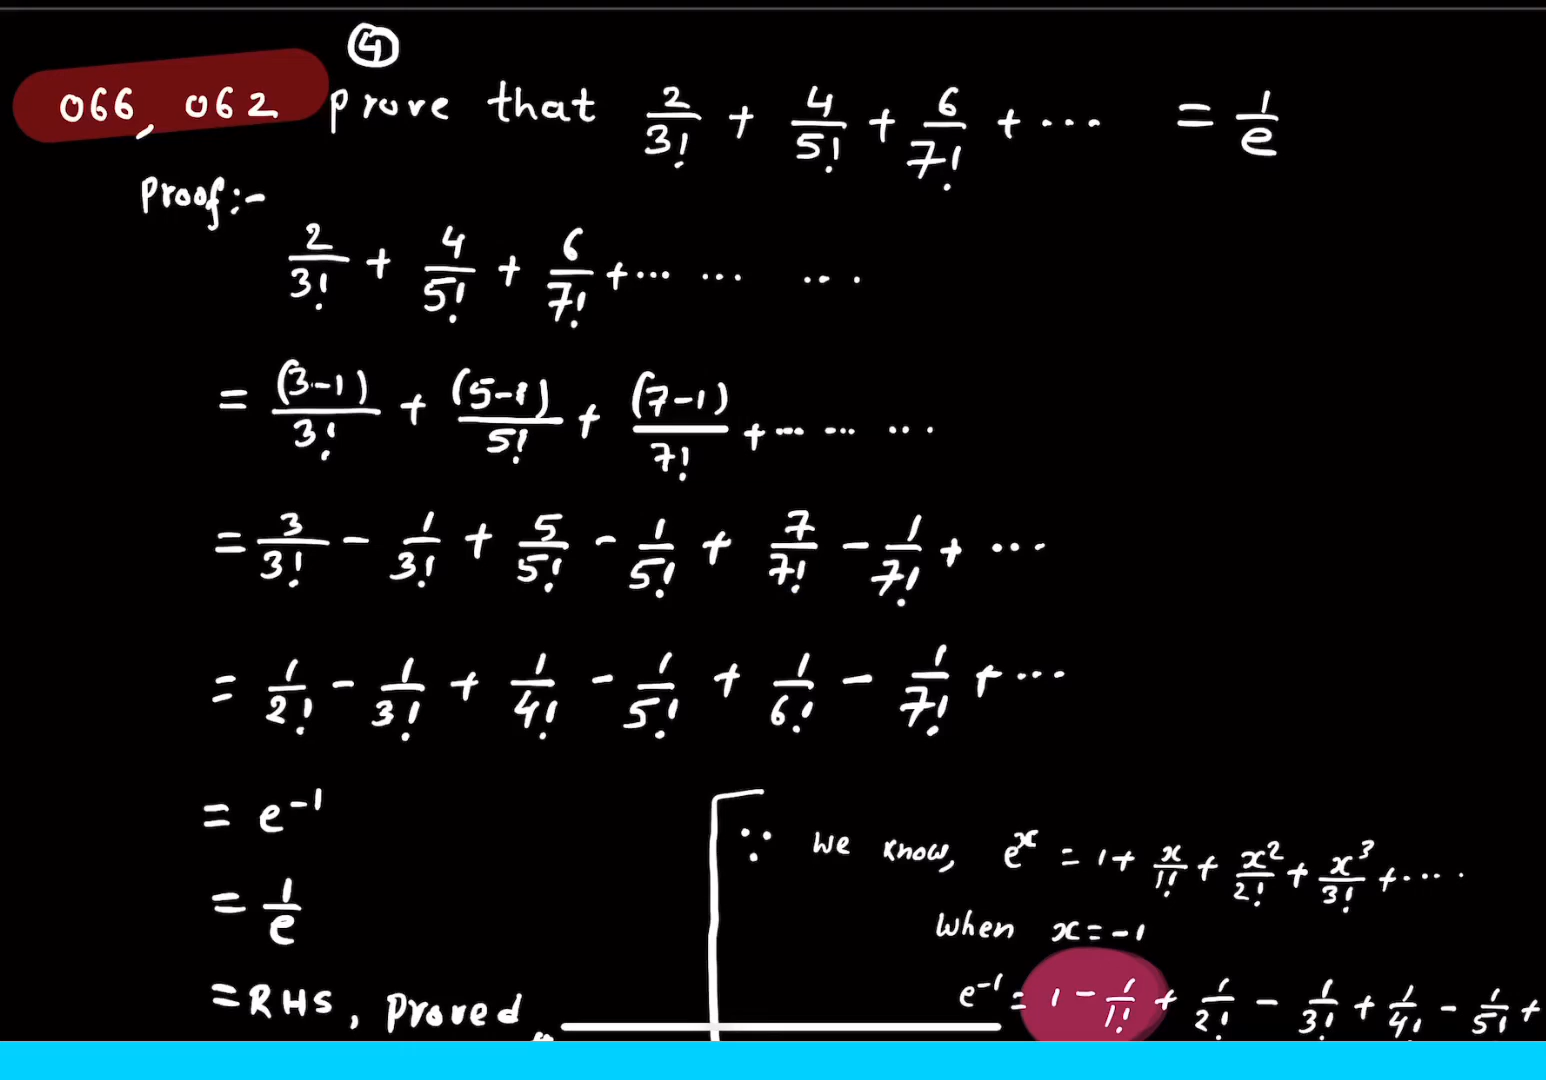 ④
066, 062 prove that 2/3! + 4/5! + 6/7! + ... = 1/e
Proof:-
2/3! + 4/5! + 6/7! + ... ... ...
= (3-1)/3! + (5-1)/5! + (7-1)/7! + ... ... ...
= 3/3! - 1/3! + 5/5! - 1/5! + 7/7! - 1/7! + ...
= 1/2! - 1/3! + 1/4! - 1/5! + 1/6! - 1/7! + ...
= e⁻¹
= 1/e
= RHS, Proved
∵ We know, eˣ = 1 + x/1! + x²/2! + x³/3! + ....
When x = -1
e⁻¹ = 1 - 1/1! + 1/2! - 1/3! + 1/4! - 1/5! +